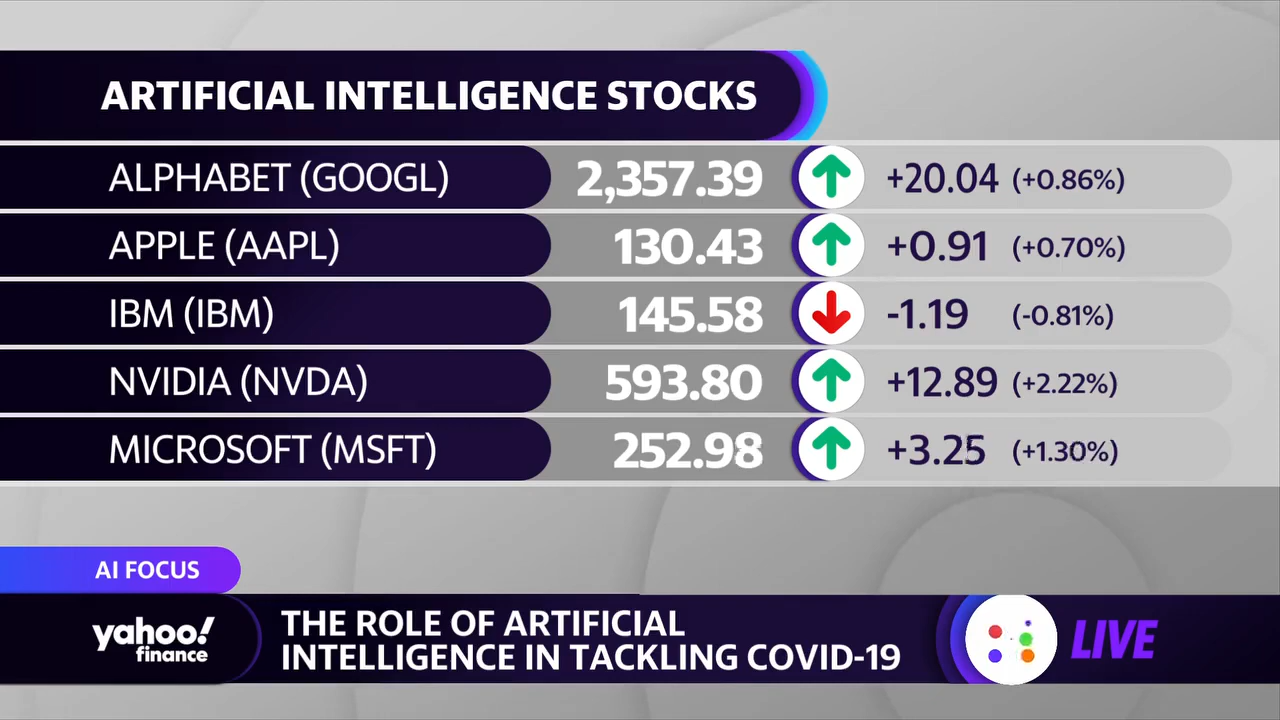 ARTIFICIAL INTELLIGENCE STOCKS
ALPHABET (GOOGL) 2,357.39 +20.04 (+0.86%)
APPLE (AAPL) 130.43 +0.91 (+0.70%)
IBM (IBM) 145.58 -1.19 (-0.81%)
NVIDIA (NVDA) 593.80 +12.89 (+2.22%)
MICROSOFT (MSFT) 252.98 +3.25 (+1.30%)
AI FOCUS
yahoo!
finance
THE ROLE OF ARTIFICIAL
INTELLIGENCE IN TACKLING COVID-19
LIVE